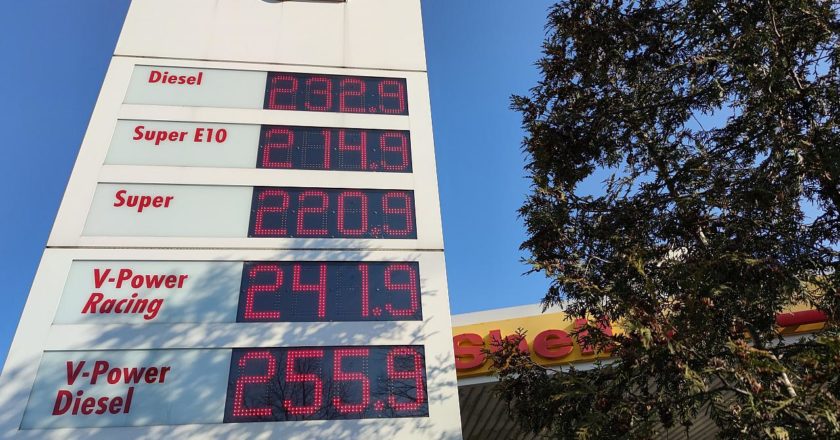 Diesel 232.9
Super E10 214.9
Super 220.9
V-Power
Racing 241.9
V-Power
Diesel 255.9
Shell